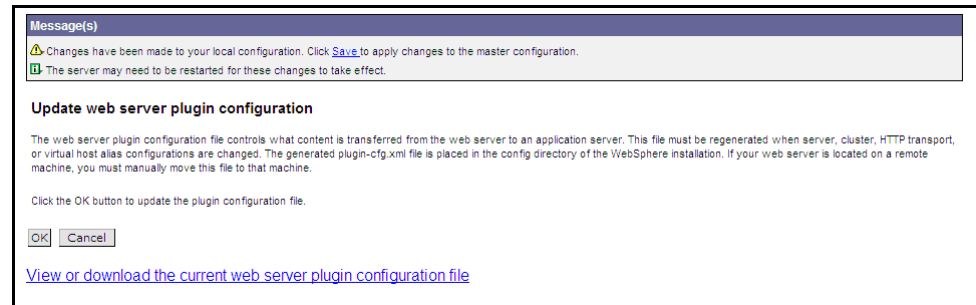 Message(s)
Changes have been made to your local configuration. Click Save to apply changes to the master configuration.
The server may need to be restarted for these changes to take effect.
Update web server plugin configuration
The web server plugin configuration file controls what content is transferred from the web server to an application server. This file must be regenerated when server, cluster, HTTP transport,
or virtual host alias configurations are changed. The generated plugin-cfg.xml file is placed in the config directory of the WebSphere installation. If your web server is located on a remote
machine, you must manually move this file to that machine.
Click the OK button to update the plugin configuration file.
OK Cancel
View or download the current web server plugin configuration file